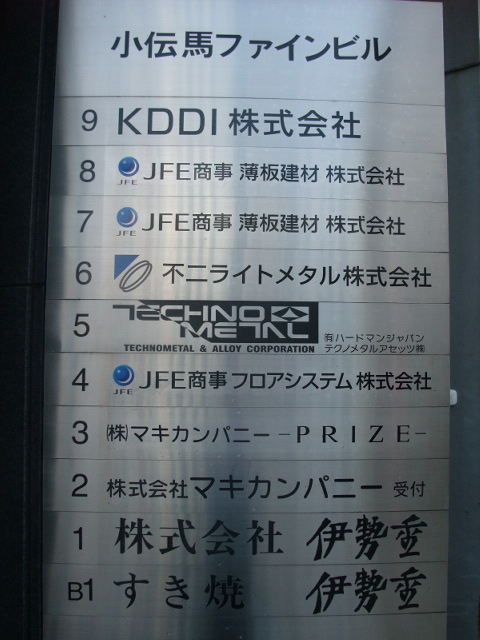 小伝馬ファインビル
9 KDDI 株式会社
8 JFE JFE商事 薄板建材 株式会社
7 JFE JFE商事 薄板建材 株式会社
6 不二ライトメタル株式会社
5 TECHNO METAL
TECHNOMETAL & ALLOY CORPORATION
㈲ハードマンジャパン
テクノメタルアセッツ㈱
4 JFE JFE商事 フロアシステム 株式会社
3 ㈱マキカンパニー -PRIZE-
2 株式会社マキカンパニー 受付
1 株式会社 伊勢重
B1 すき焼 伊勢重